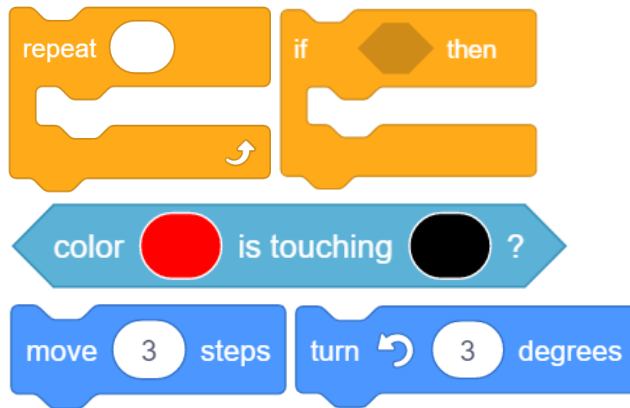 repeat
if then
color is touching ?
move 3 steps
turn 3 degrees